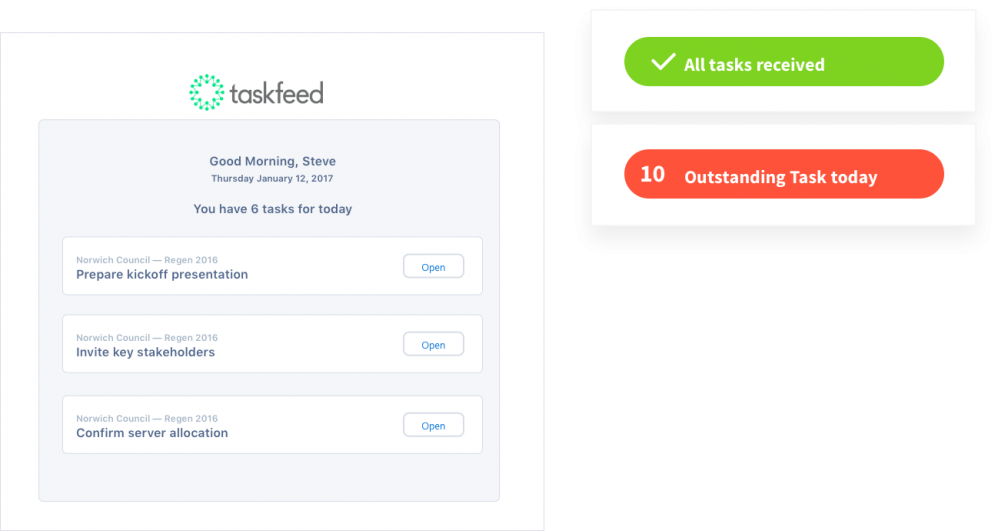 taskfeed
Good Morning, Steve
Thursday January 12, 2017
You have 6 tasks for today
Norwich Council — Regen 2016
Prepare kickoff presentation
Open
Norwich Council — Regen 2016
Invite key stakeholders
Open
Norwich Council — Regen 2016
Confirm server allocation
Open
All tasks received
10 Outstanding Task today